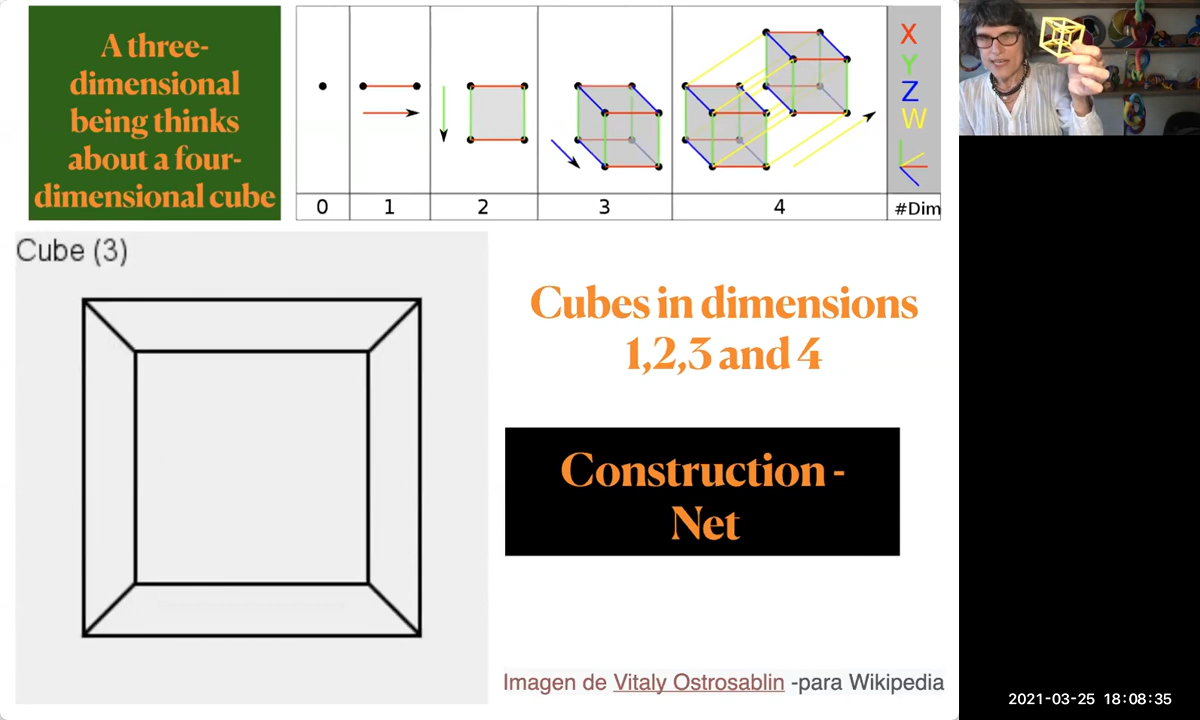 A three-
dimensional
being thinks
about a four-
dimensional cube
X
Y
Z
W
0 1 2 3 4 #Dim
Cube (3)
Cubes in dimensions
1,2,3 and 4
Construction -
Net
Imagen de Vitaly Ostrosablin -para Wikipedia
2021-03-25 18:08:35